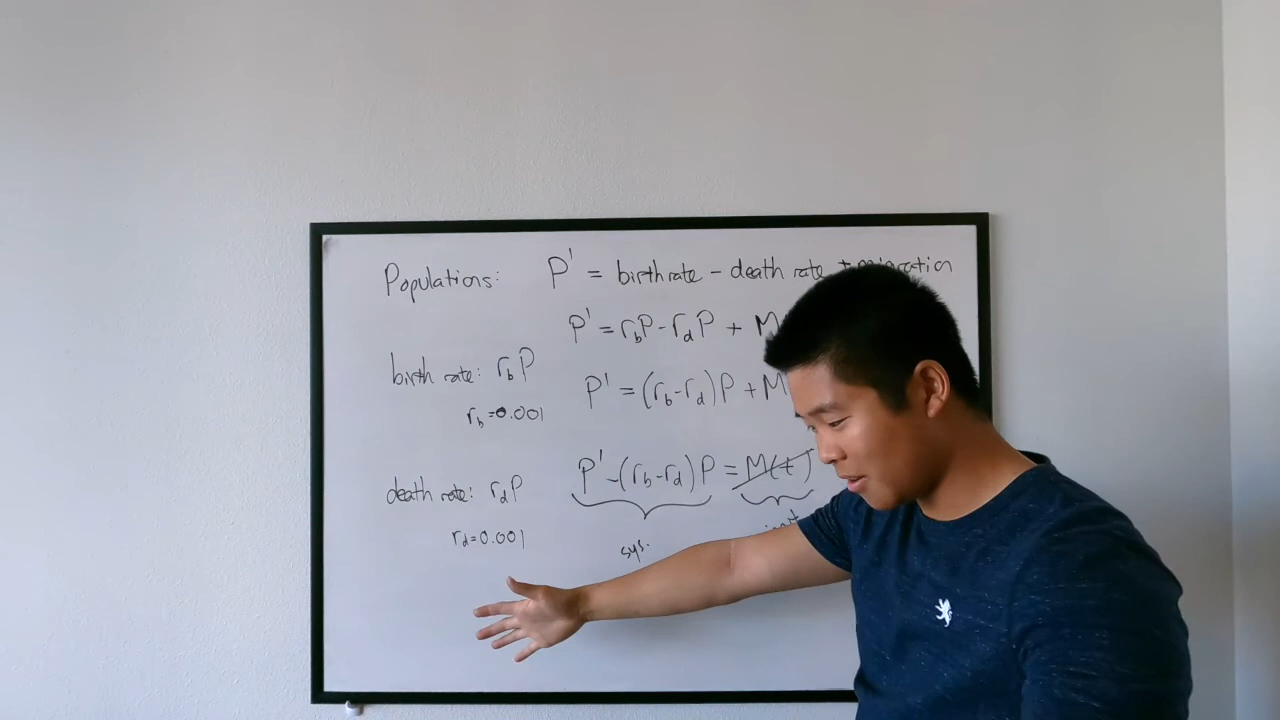 Populations: P' = birth rate - death rate + migration
P' = r_bP - r_dP + M
birth rate: r_bP
P' = (r_b-r_d)P + M
r_b=0.001
P' - (r_b-r_d)P = M(t)
death rate: r_dP
r_d=0.001
sys.